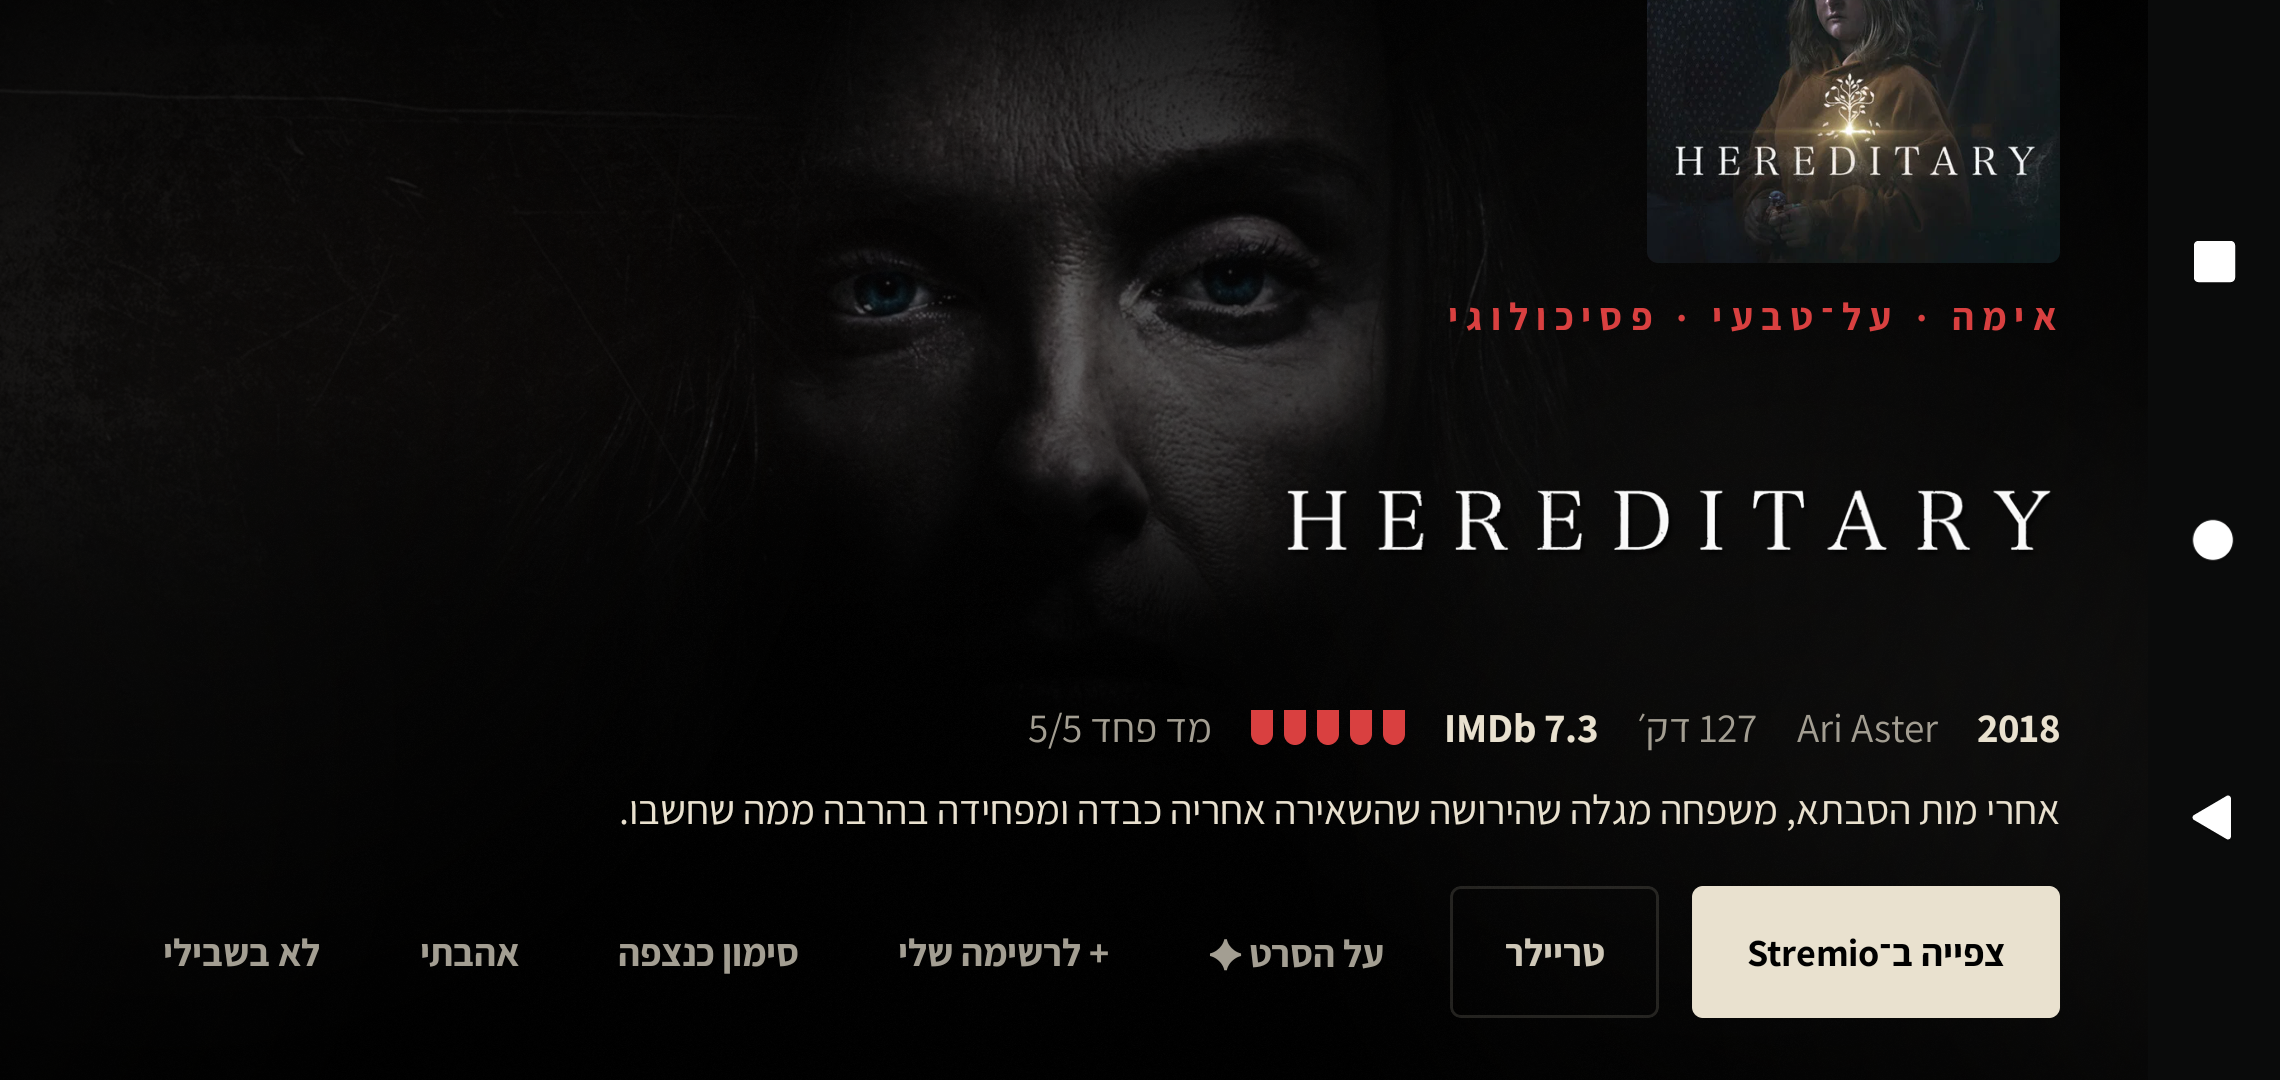 HEREDITARY
אימה · על־טבעי · פסיכולוגי
HEREDITARY
2018 Ari Aster 127 דק׳ IMDb 7.3 מד פחד 5/5
אחרי מות הסבתא, משפחה מגלה שהירושה שהשאירה אחריה כבדה ומפחידה בהרבה ממה שחשבו.
צפייה ב־Stremio טריילר על הסרט ✦ + לרשימה שלי סימון כנצפה אהבתי לא בשבילי